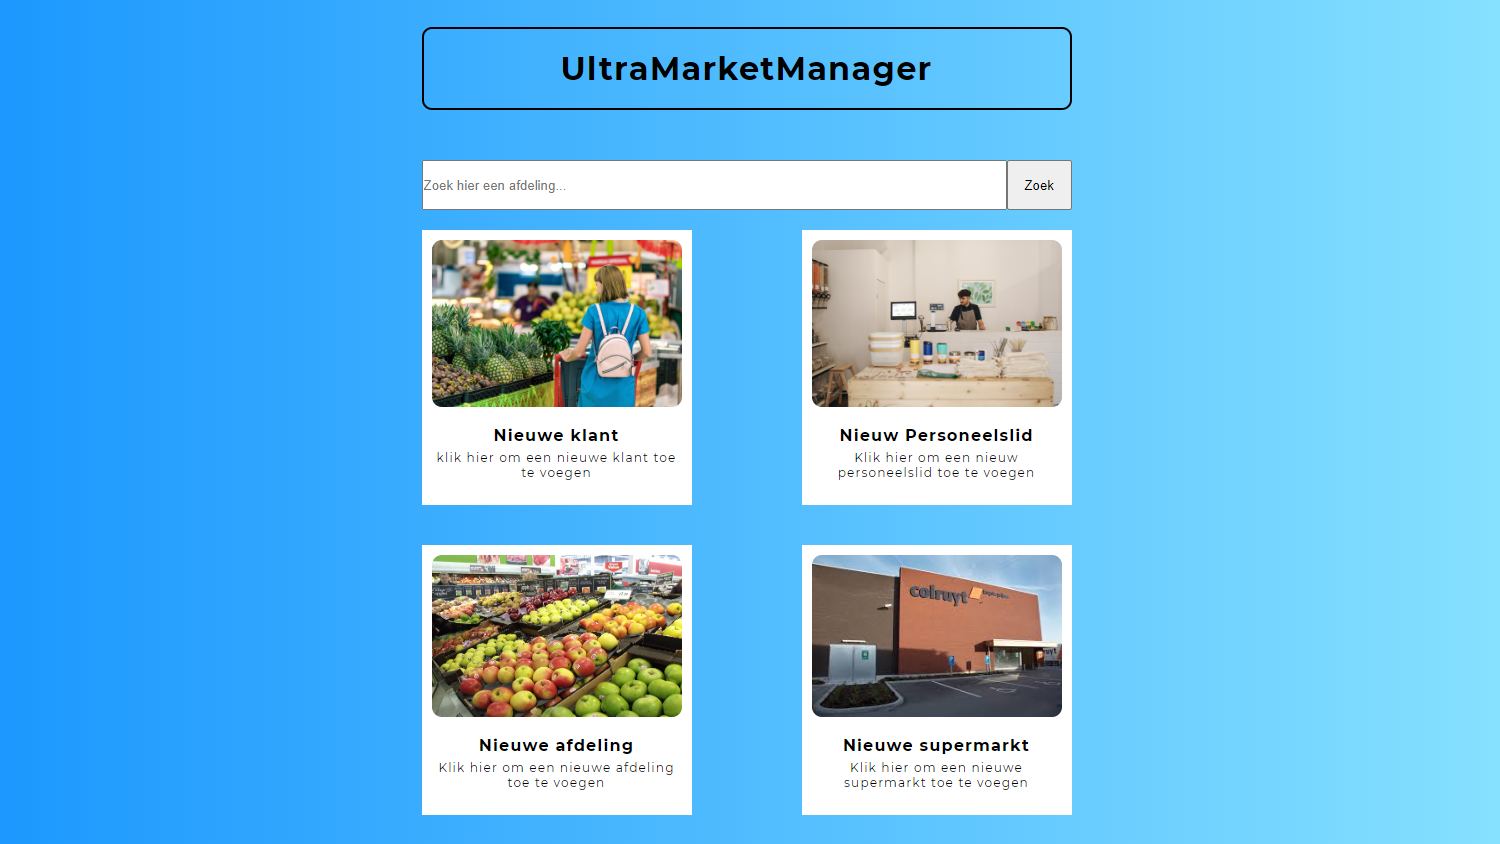 UltraMarketManager
Zoek hier een afdeling...
Zoek
Nieuwe klant
klik hier om een nieuwe klant toe
te voegen
Nieuw Personeelslid
Klik hier om een nieuw
personeelslid toe te voegen
colruyt
Nieuwe afdeling
Klik hier om een nieuwe afdeling
toe te voegen
Nieuwe supermarkt
Klik hier om een nieuwe
supermarkt toe te voegen